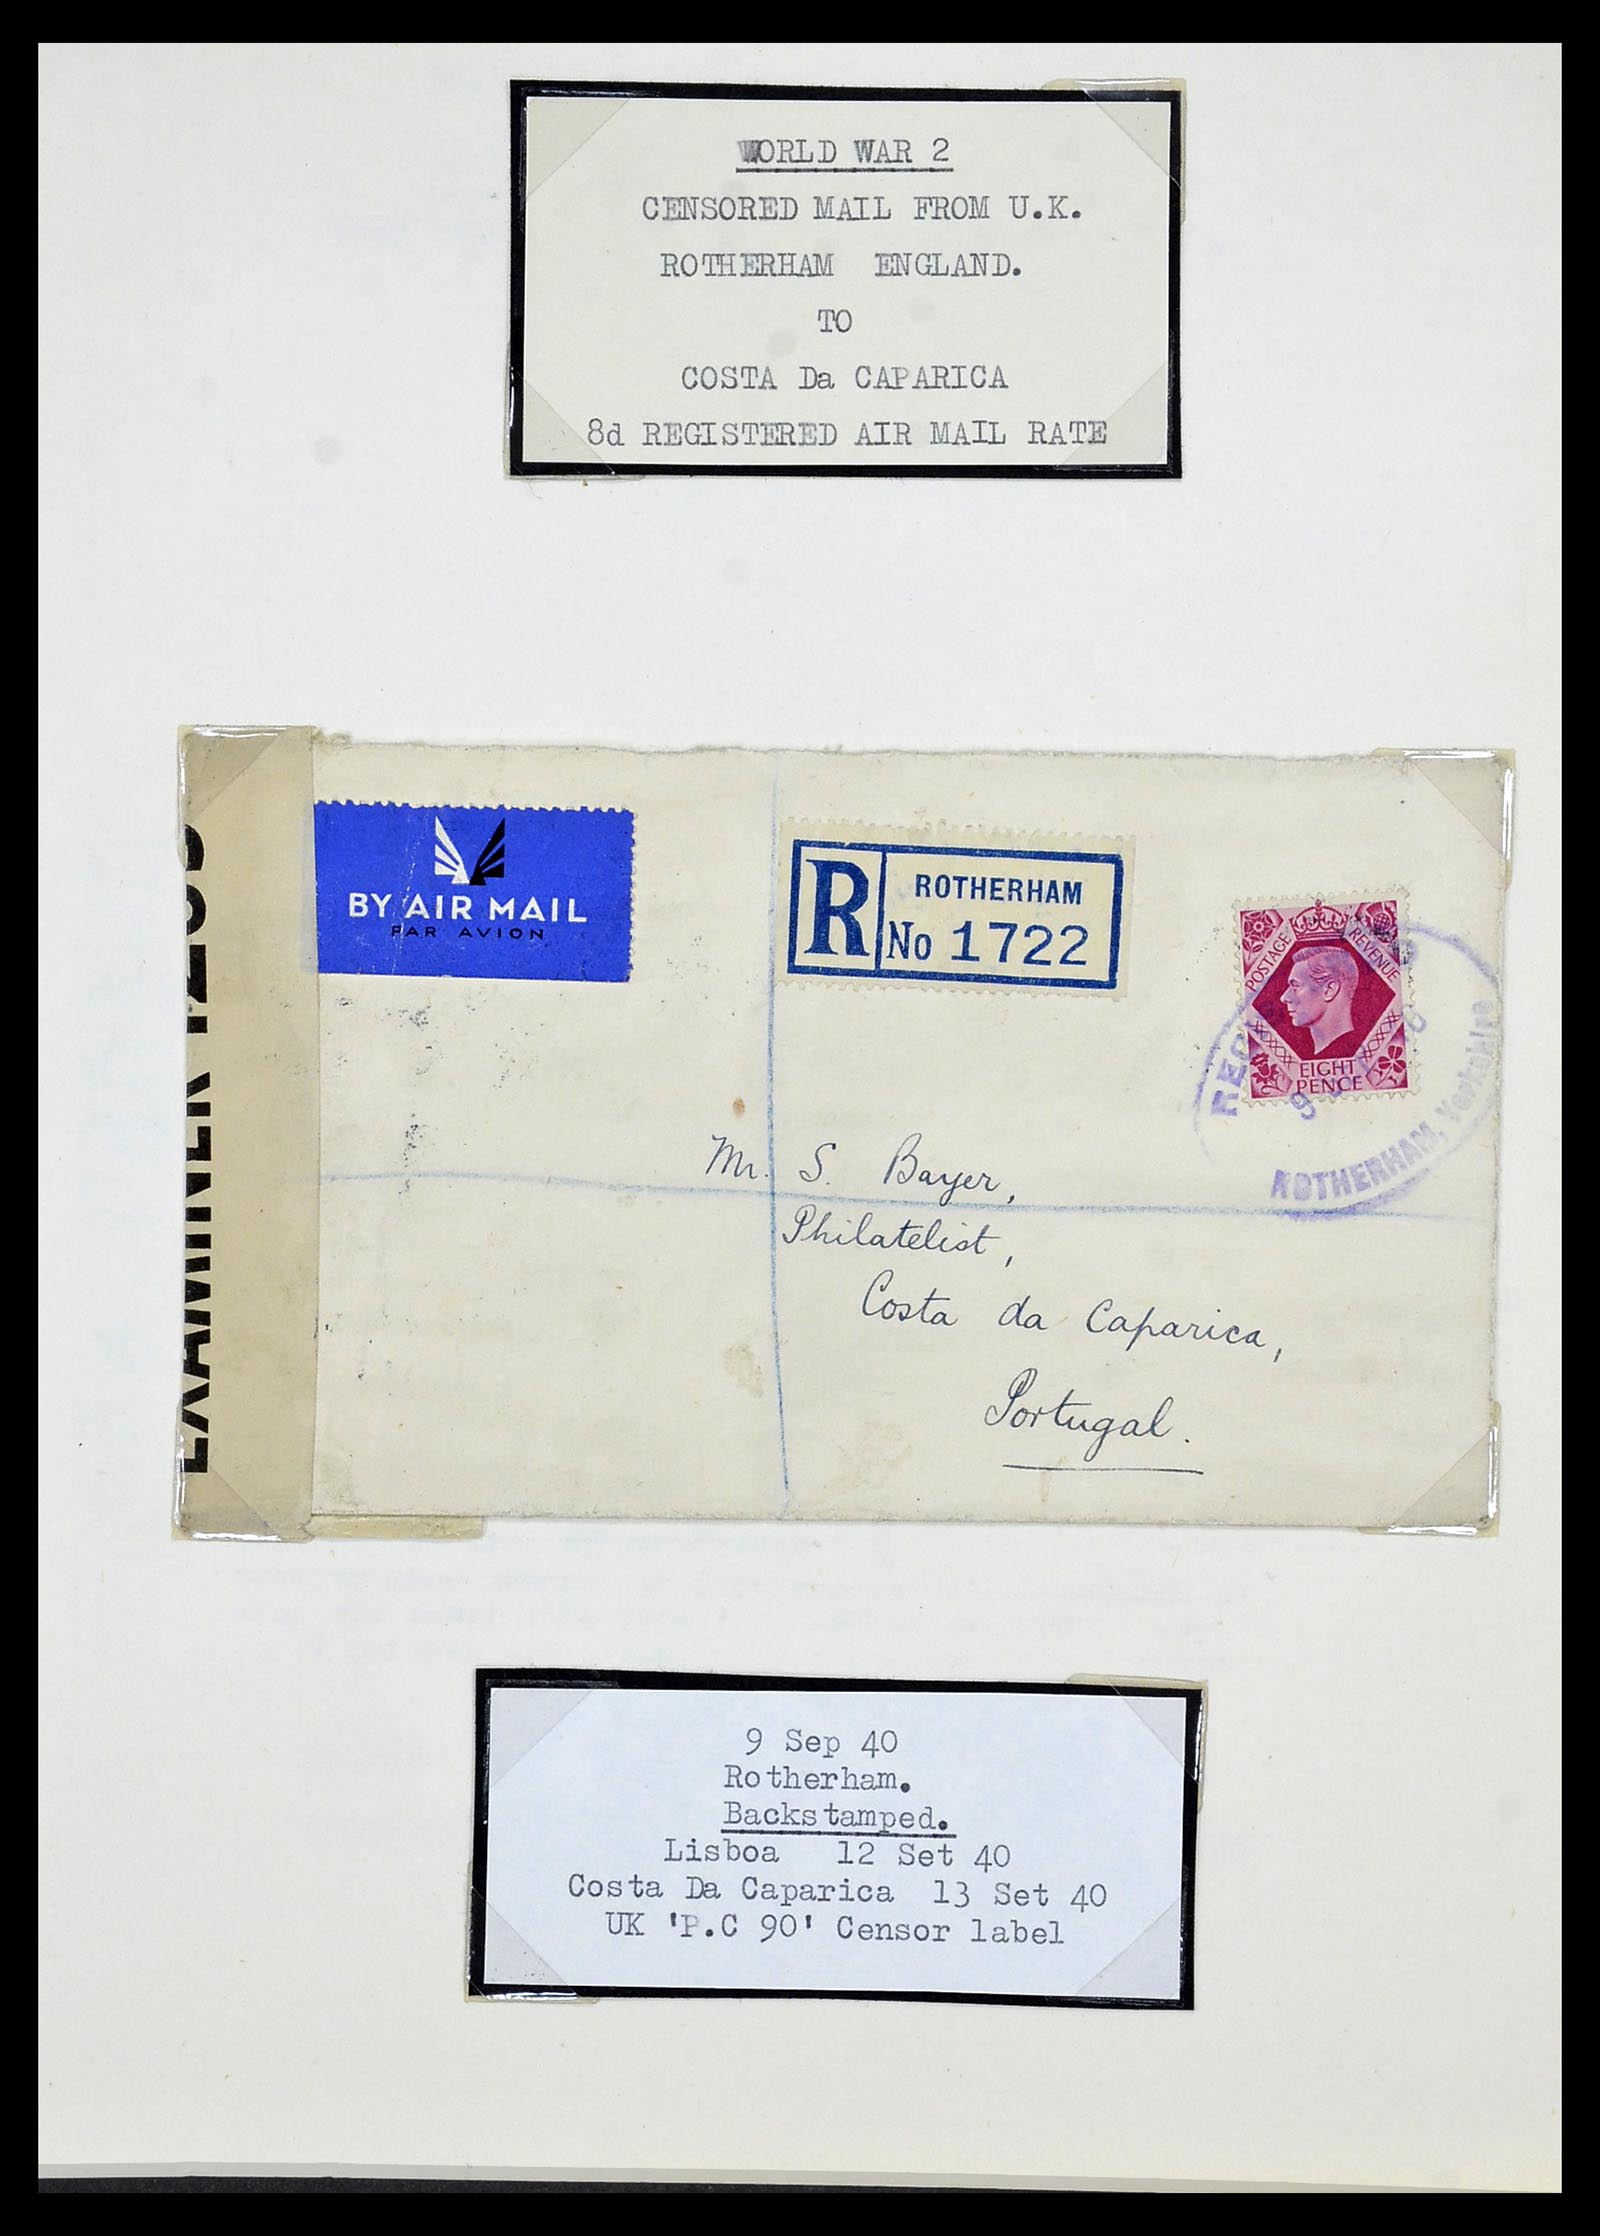 WORLD WAR 2
CENSORED MAIL FROM U.K.
ROTHERHAM ENGLAND.
TO
COSTA Da CAPARICA
8d REGISTERED AIR MAIL RATE
EXAMINER
BY AIR MAIL
PAR AVION
R
ROTHERHAM
No 1722
POSTAGE
REVENUE
EIGHT
PENCE
ROTHERHAM, Yorkshire
Mr. S. Bayer,
Philatelist,
Costa da Caparica,
Portugal.
9 Sep 40
Rotherham.
Backstamped.
Lisboa 12 Set 40
Costa Da Caparica 13 Set 40
UK 'P.C 90' Censor label